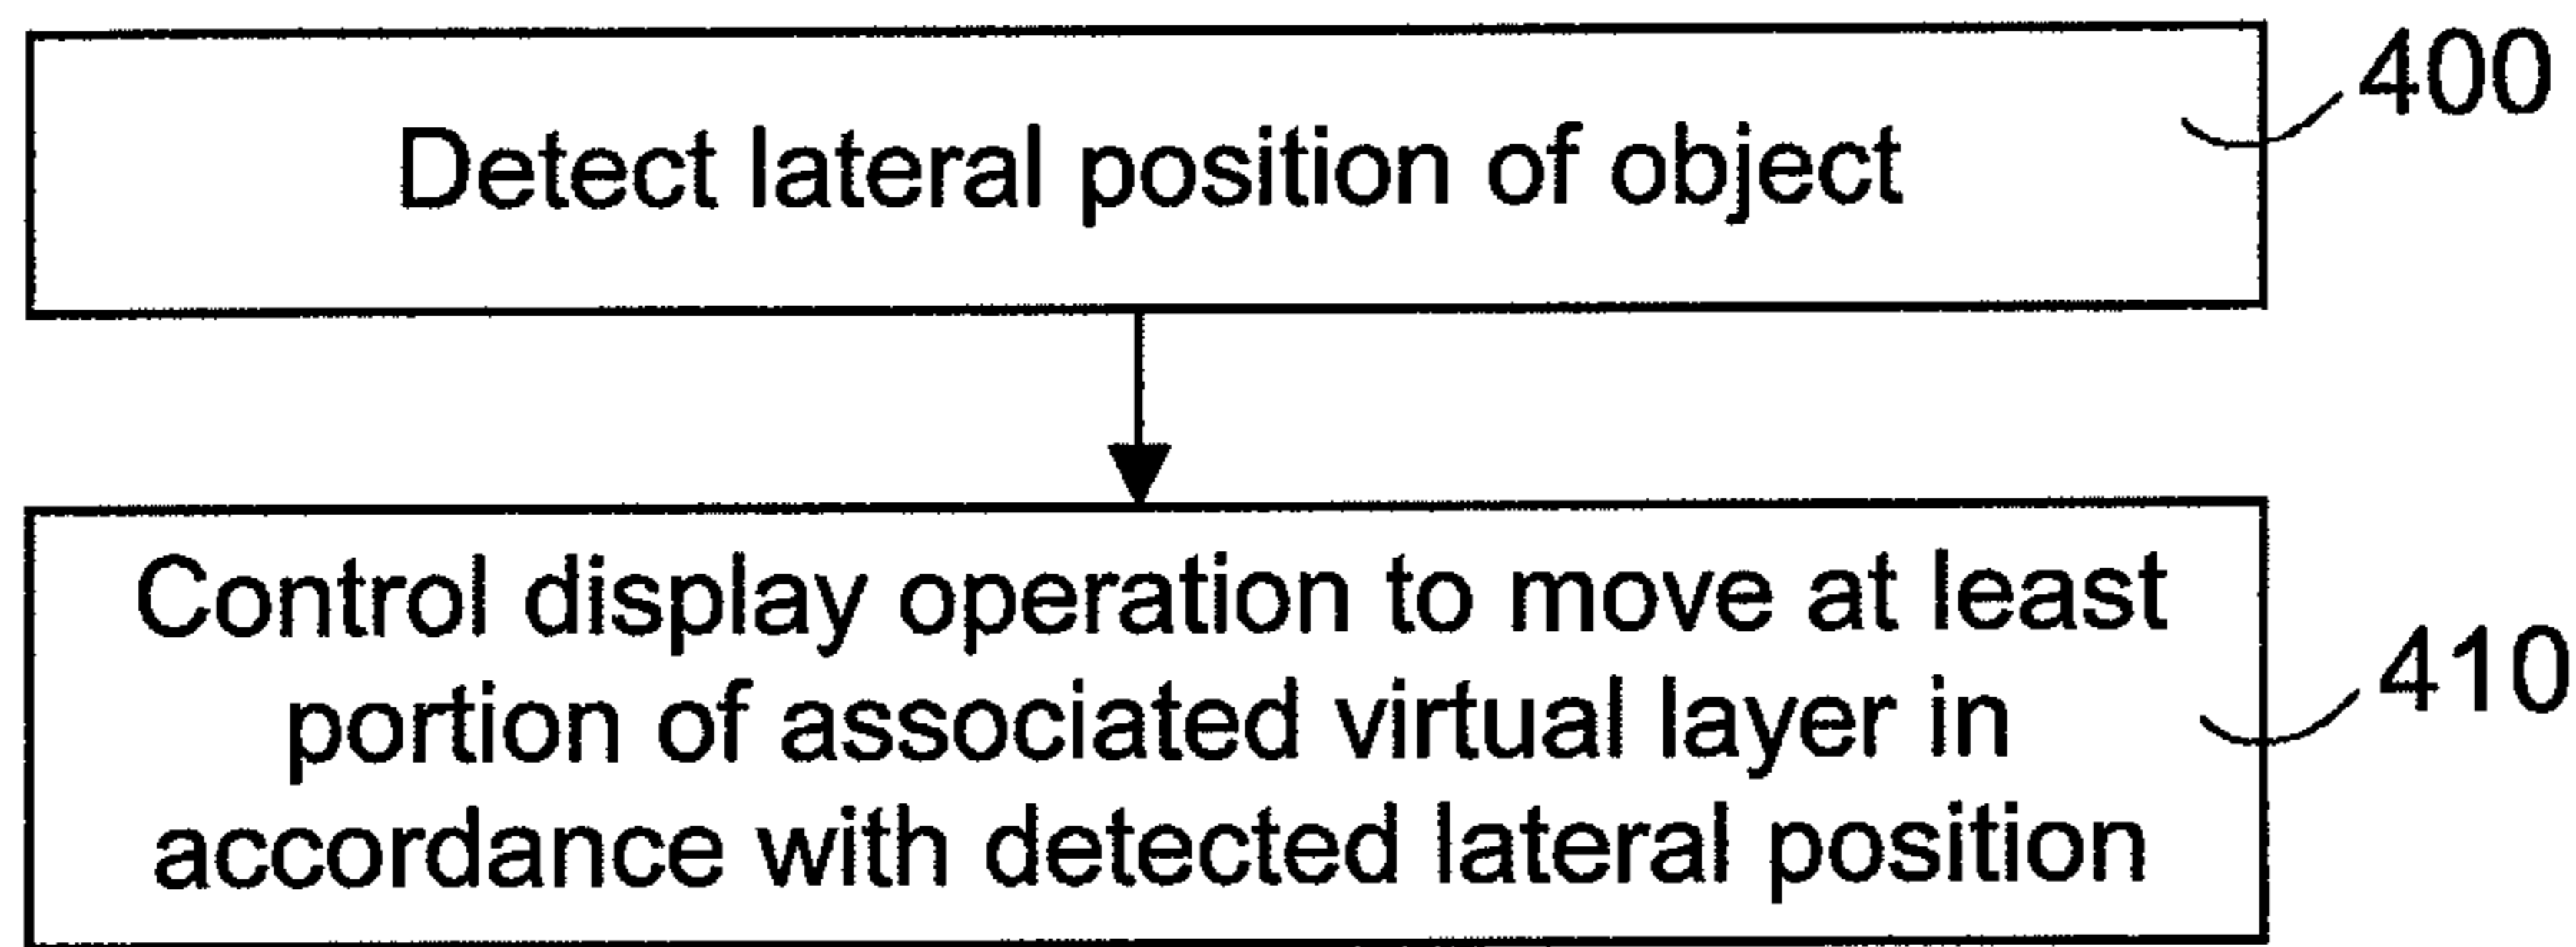 Detect lateral position of object
400
Control display operation to move at least
portion of associated virtual layer in
accordance with detected lateral position
410